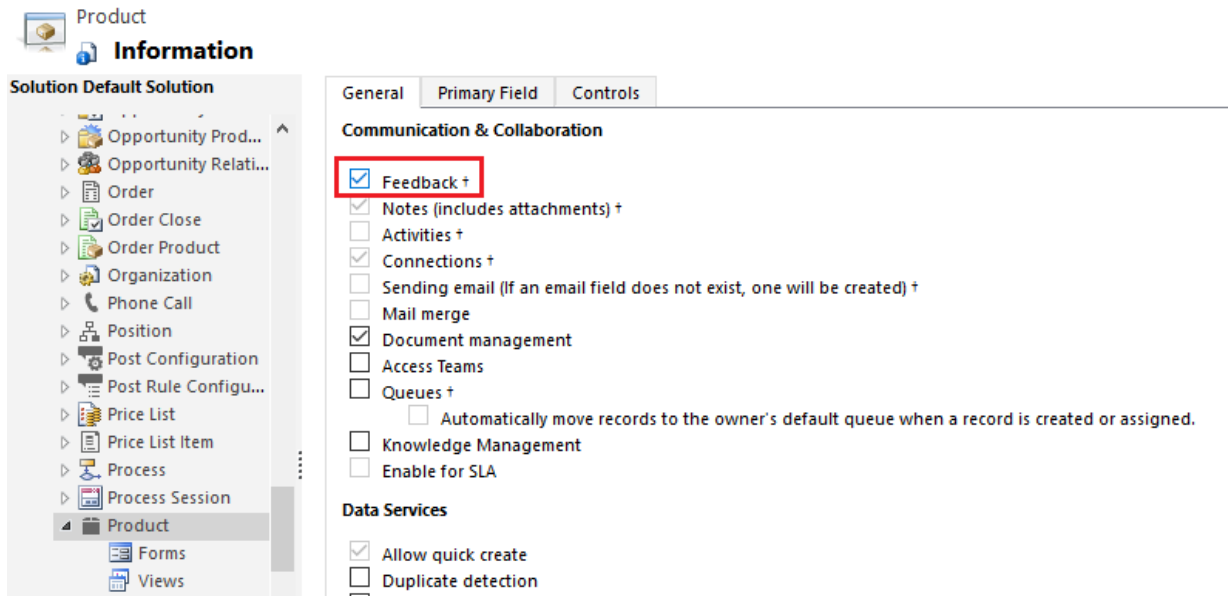 Product
Information
Solution Default Solution
Opportunity Prod...
Opportunity Relati...
Order
Order Close
Order Product
Organization
Phone Call
Position
Post Configuration
Post Rule Configu...
Price List
Price List Item
Process
Process Session
Product
Forms
Views
General Primary Field Controls
Communication & Collaboration
Feedback †
Notes (includes attachments) †
Activities †
Connections †
Sending email (If an email field does not exist, one will be created) †
Mail merge
Document management
Access Teams
Queues †
Automatically move records to the owner's default queue when a record is created or assigned.
Knowledge Management
Enable for SLA
Data Services
Allow quick create
Duplicate detection